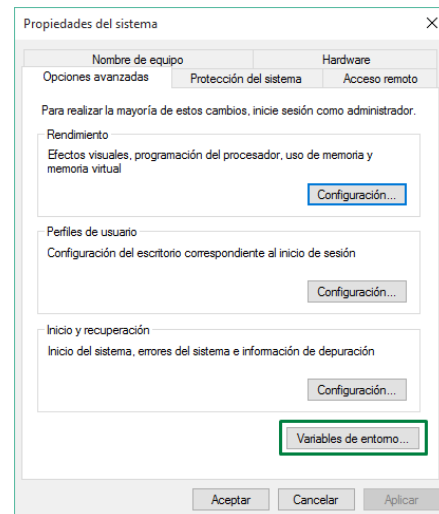 Propiedades del sistema
Nombre de equipo
Hardware
Opciones avanzadas
Protección del sistema
Acceso remoto
Para realizar la mayoría de estos cambios, inicie sesión como administrador.
Rendimiento
Efectos visuales, programación del procesador, uso de memoria y
memoria virtual
Configuración...
Perfiles de usuario
Configuración del escritorio correspondiente al inicio de sesión
Configuración...
Inicio y recuperación
Inicio del sistema, errores del sistema e información de depuración
Configuración...
Variables de entorno...
Aceptar
Cancelar
Aplicar